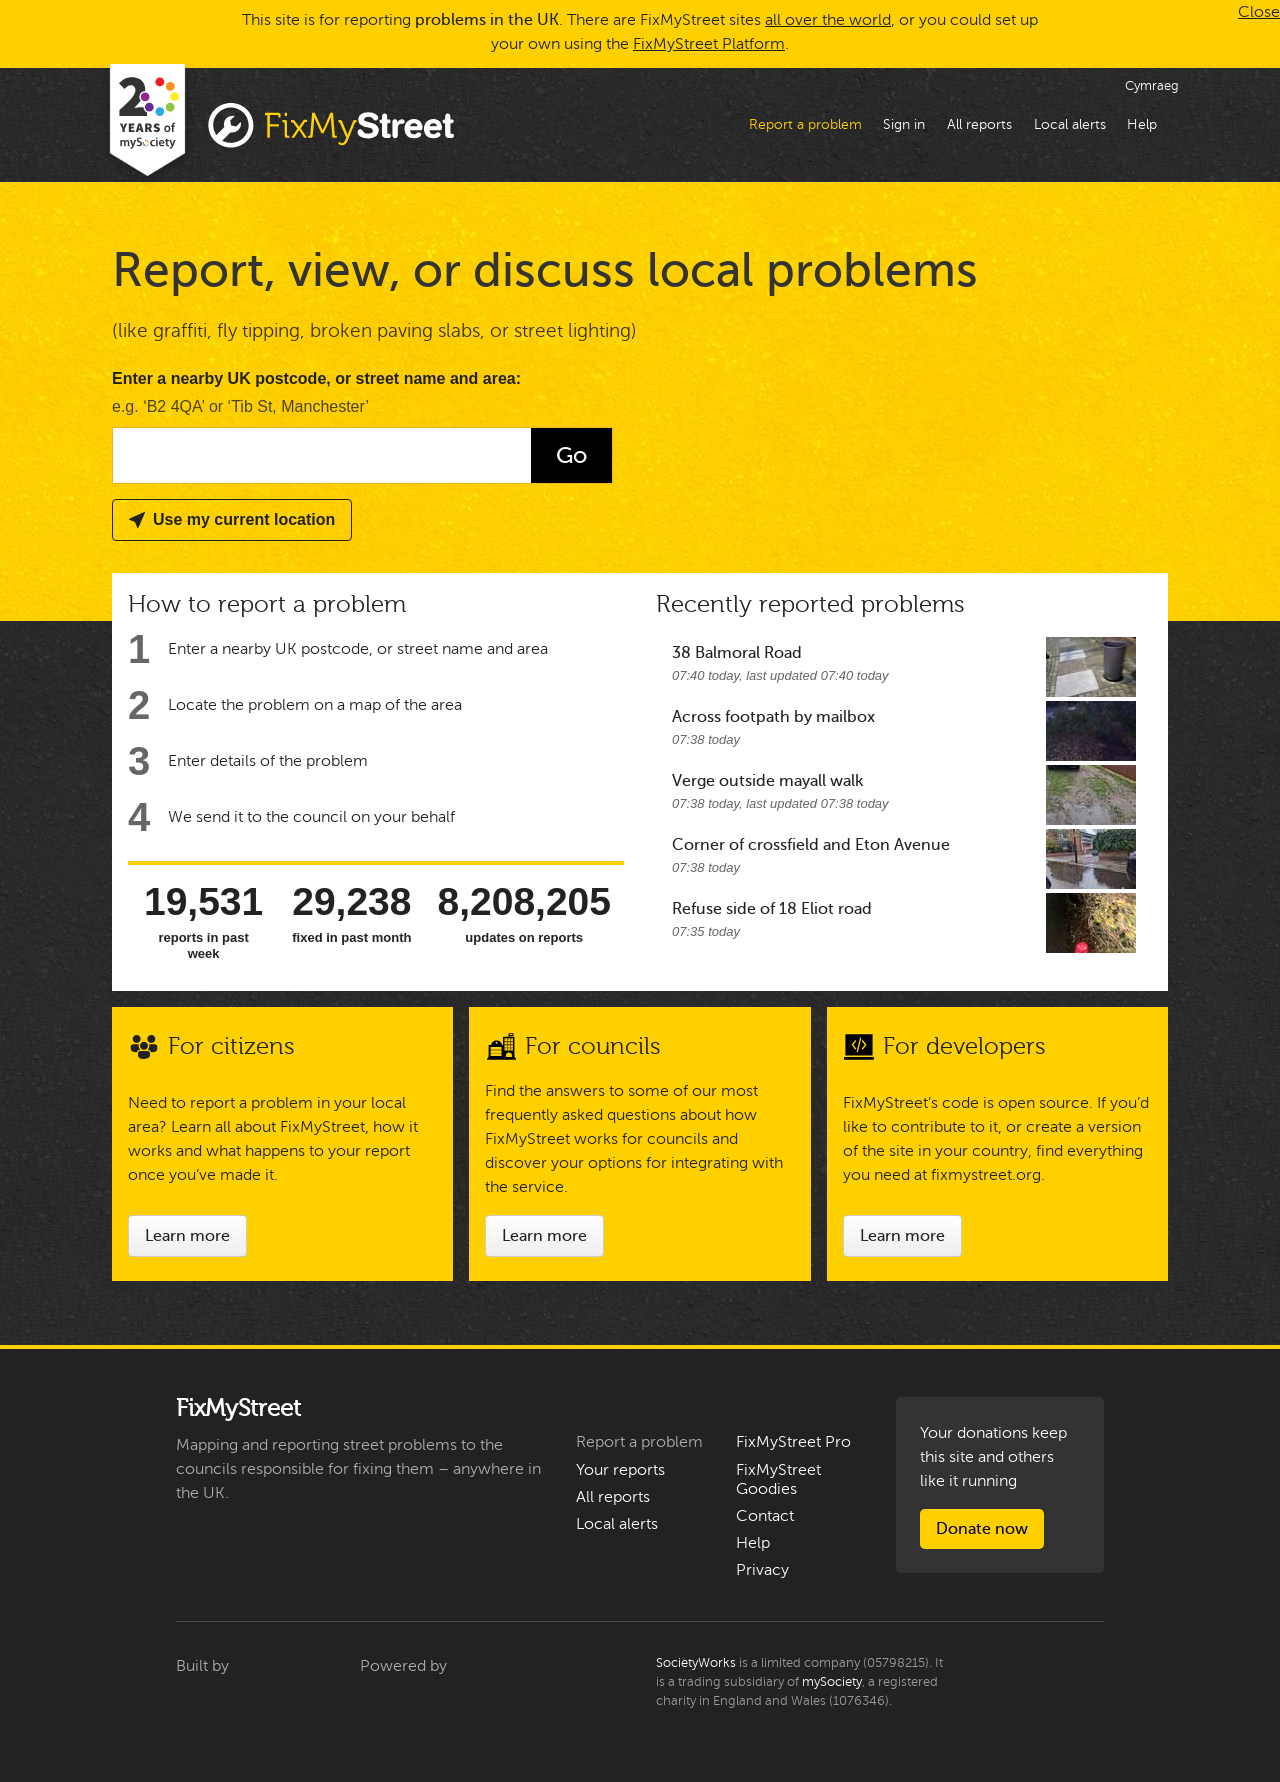 This site is for reporting problems in the UK. There are FixMyStreet sites all over the world, or you could set up
your own using the FixMyStreet Platform.
Close
20
YEARS of
mySociety
FixMyStreet
Cymraeg
Report a problem
Sign in
All reports
Local alerts
Help
Report, view, or discuss local problems
(like graffiti, fly tipping, broken paving slabs, or street lighting)
Enter a nearby UK postcode, or street name and area:
e.g. ‘B2 4QA’ or ‘Tib St, Manchester’
Go
Use my current location
How to report a problem
1 Enter a nearby UK postcode, or street name and area
2 Locate the problem on a map of the area
3 Enter details of the problem
4 We send it to the council on your behalf
19,531
reports in past
week
29,238
fixed in past month
8,208,205
updates on reports
Recently reported problems
38 Balmoral Road
07:40 today, last updated 07:40 today
Across footpath by mailbox
07:38 today
Verge outside mayall walk
07:38 today, last updated 07:38 today
Corner of crossfield and Eton Avenue
07:38 today
Refuse side of 18 Eliot road
07:35 today
For citizens
Need to report a problem in your local
area? Learn all about FixMyStreet, how it
works and what happens to your report
once you’ve made it.
Learn more
For councils
Find the answers to some of our most
frequently asked questions about how
FixMyStreet works for councils and
discover your options for integrating with
the service.
Learn more
For developers
FixMyStreet’s code is open source. If you’d
like to contribute to it, or create a version
of the site in your country, find everything
you need at fixmystreet.org.
Learn more
FixMyStreet
Mapping and reporting street problems to the
councils responsible for fixing them – anywhere in
the UK.
Report a problem
Your reports
All reports
Local alerts
FixMyStreet Pro
FixMyStreet
Goodies
Contact
Help
Privacy
Your donations keep
this site and others
like it running
Donate now
Built by
Powered by
SocietyWorks is a limited company (05798215). It
is a trading subsidiary of mySociety, a registered
charity in England and Wales (1076346).